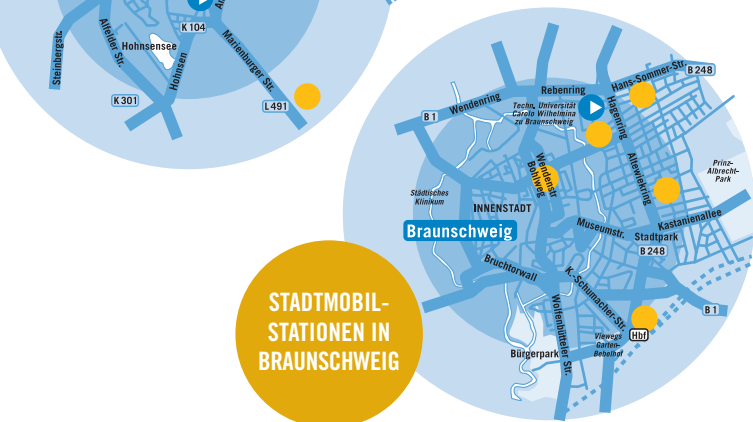 K 104
Steinbergstr.
Alfelder Str.
Hohnsensee
Hohnsen
Marienburger Str.
K 301
L 491
STADTMOBIL-
STATIONEN IN
BRAUNSCHWEIG
B 1
Wendenring
Rebenring
Techn. Universität
Carolo Wilhelmina
zu Braunschweig
Hans-Sommer-Str.
B 248
Hagenring
Altewiekring
Prinz-
Albrecht-
Park
Wendenstr
Bohlweg
Städtisches
Klinikum
INNENSTADT
Braunschweig
Museumstr.
Kastanienallee
Stadtpark
B 248
Bruchtorwall
K.-Schumacher-Str.
Wolfenbütteler Str.
B 1
Hbf
Viewegs
Garten-
Bebelhof
Bürgerpark